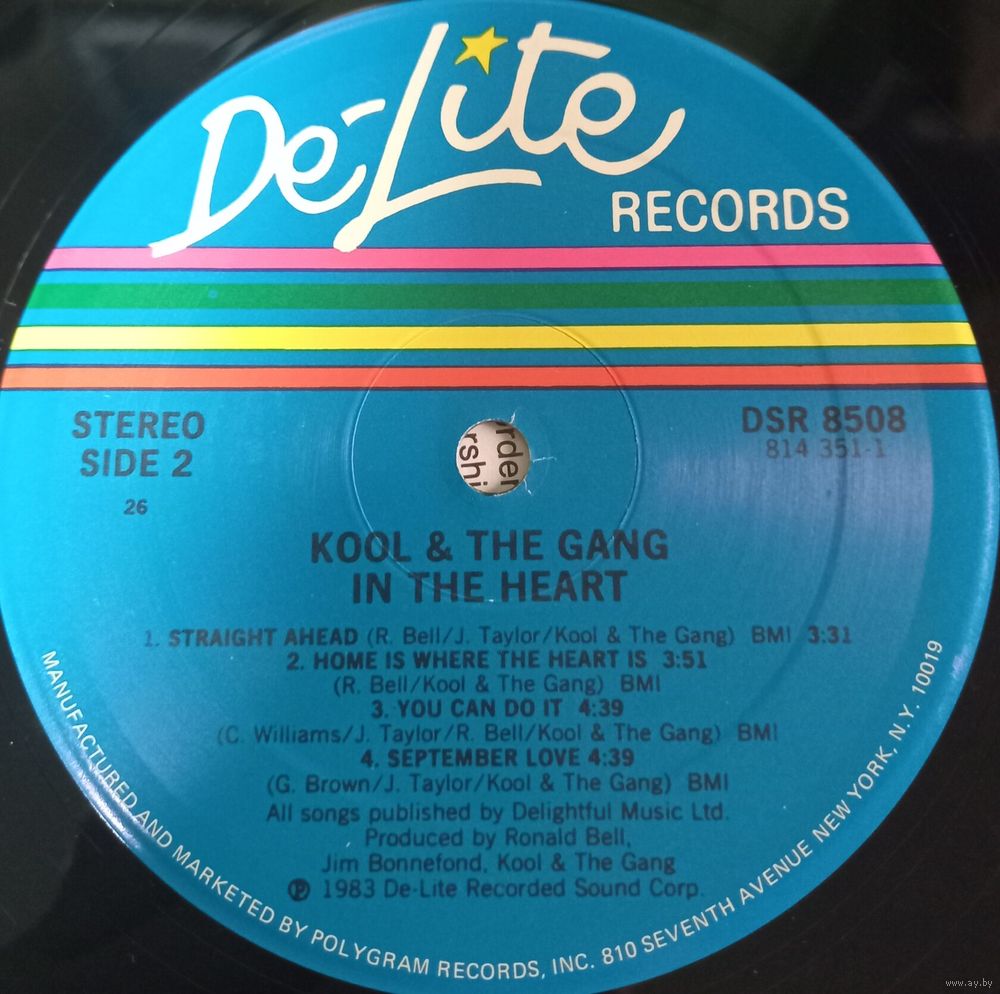 De-Lite
RECORDS
STEREO
SIDE 2
26
DSR 8508
814 351-1
rder
rshi
KOOL & THE GANG
IN THE HEART
1. STRAIGHT AHEAD (R. Bell/J. Taylor/Kool & The Gang) BMI 3:31
2. HOME IS WHERE THE HEART IS 3:51
(R. Bell/Kool & The Gang) BMI
3. YOU CAN DO IT 4:39
(C. Williams/J. Taylor/R. Bell/Kool & The Gang) BMI
4. SEPTEMBER LOVE 4:39
(G. Brown/J. Taylor/Kool & The Gang) BMI
All songs published by Delightful Music Ltd.
Produced by Ronald Bell,
Jim Bonnefond, Kool & The Gang
℗ 1983 De-Lite Recorded Sound Corp.
MANUFACTURED AND MARKETED BY POLYGRAM RECORDS, INC. 810 SEVENTH AVENUE NEW YORK, N.Y. 10019
www.ay.by